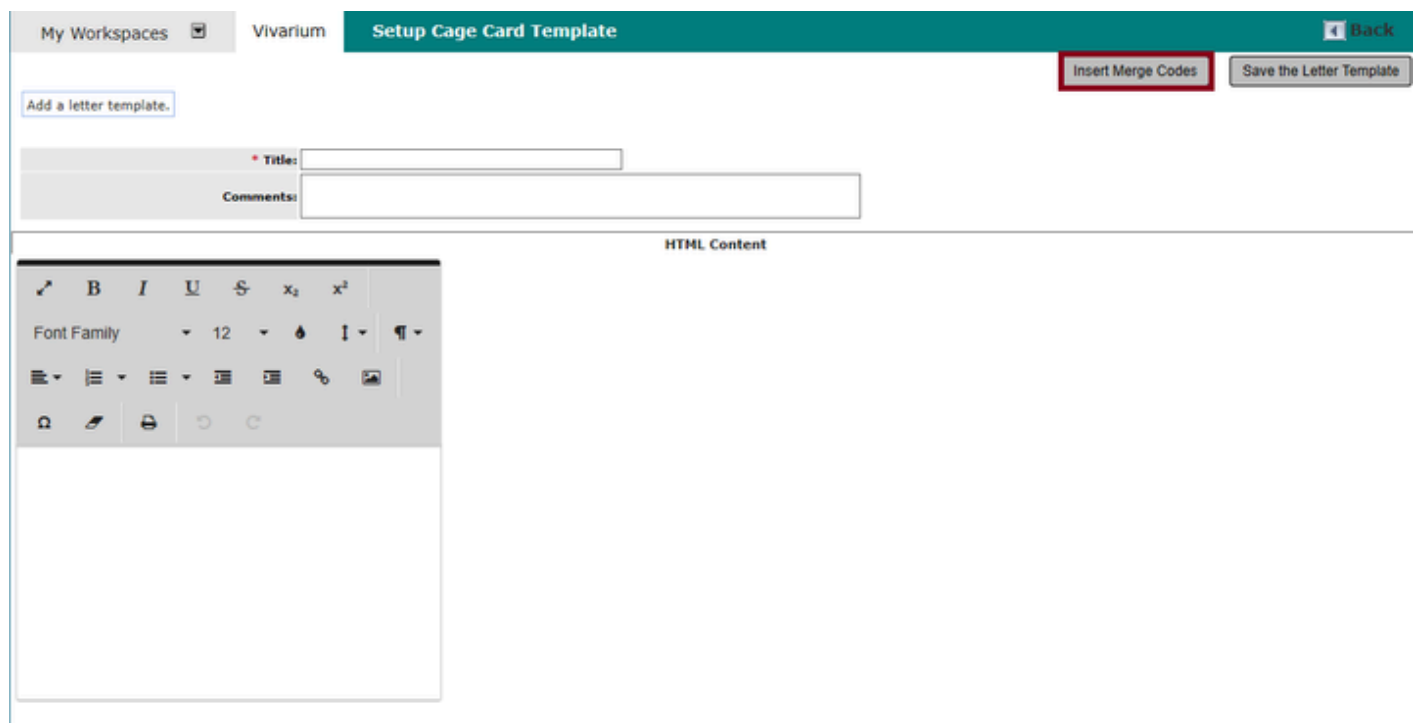 My Workspaces Vivarium Setup Cage Card Template Back
Insert Merge Codes Save the Letter Template
Add a letter template.
* Title:
Comments:
HTML Content
B I U S x₂ x²
Font Family 12 ¶
Ω